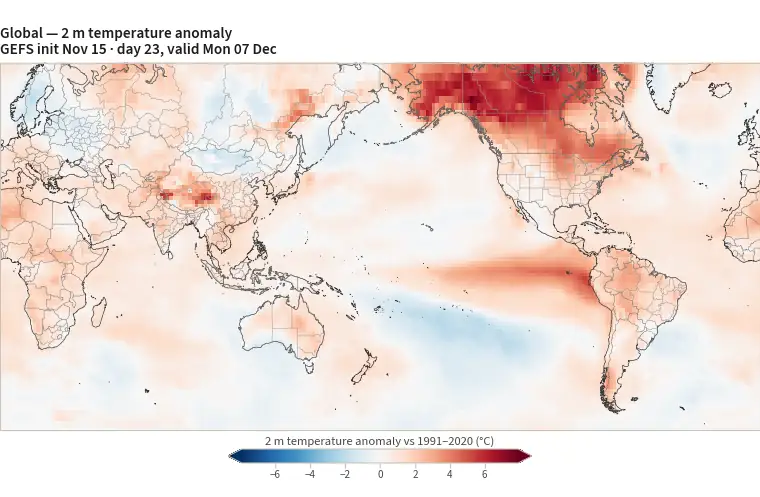 Global — 2 m temperature anomaly
GEFS init Nov 15 · day 23, valid Mon 07 Dec
2 m temperature anomaly vs 1991–2020 (°C)
−6 −4 −2 0 2 4 6